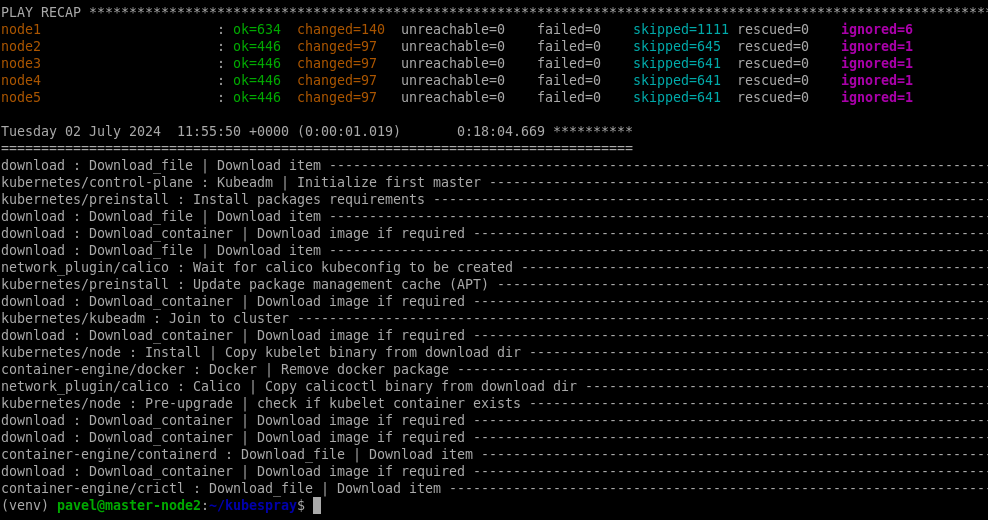 PLAY RECAP *****************************************************************************************************************
node1                      : ok=634  changed=140  unreachable=0    failed=0    skipped=1111 rescued=0    ignored=6
node2                      : ok=446  changed=97   unreachable=0    failed=0    skipped=645  rescued=0    ignored=1
node3                      : ok=446  changed=97   unreachable=0    failed=0    skipped=641  rescued=0    ignored=1
node4                      : ok=446  changed=97   unreachable=0    failed=0    skipped=641  rescued=0    ignored=1
node5                      : ok=446  changed=97   unreachable=0    failed=0    skipped=641  rescued=0    ignored=1
Tuesday 02 July 2024  11:55:50 +0000 (0:00:01.019)       0:18:04.669 **********
===============================================================================
download : Download_file | Download item -----------------------------------------------------------------------------------
kubernetes/control-plane : Kubeadm | Initialize first master ---------------------------------------------------------------
kubernetes/preinstall : Install packages requirements ----------------------------------------------------------------------
download : Download_file | Download item -----------------------------------------------------------------------------------
download : Download_container | Download image if required -----------------------------------------------------------------
download : Download_file | Download item -----------------------------------------------------------------------------------
network_plugin/calico : Wait for calico kubeconfig to be created -----------------------------------------------------------
kubernetes/preinstall : Update package management cache (APT) --------------------------------------------------------------
download : Download_container | Download image if required -----------------------------------------------------------------
kubernetes/kubeadm : Join to cluster ---------------------------------------------------------------------------------------
download : Download_container | Download image if required -----------------------------------------------------------------
kubernetes/node : Install | Copy kubelet binary from download dir ----------------------------------------------------------
container-engine/docker : Docker | Remove docker package -------------------------------------------------------------------
network_plugin/calico : Calico | Copy calicoctl binary from download dir ---------------------------------------------------
kubernetes/node : Pre-upgrade | check if kubelet container exists ----------------------------------------------------------
download : Download_container | Download image if required -----------------------------------------------------------------
download : Download_container | Download image if required -----------------------------------------------------------------
container-engine/containerd : Download_file | Download item ----------------------------------------------------------------
download : Download_container | Download image if required -----------------------------------------------------------------
container-engine/crictl : Download_file | Download item --------------------------------------------------------------------
(venv) pavel@master-node2:~/kubespray$